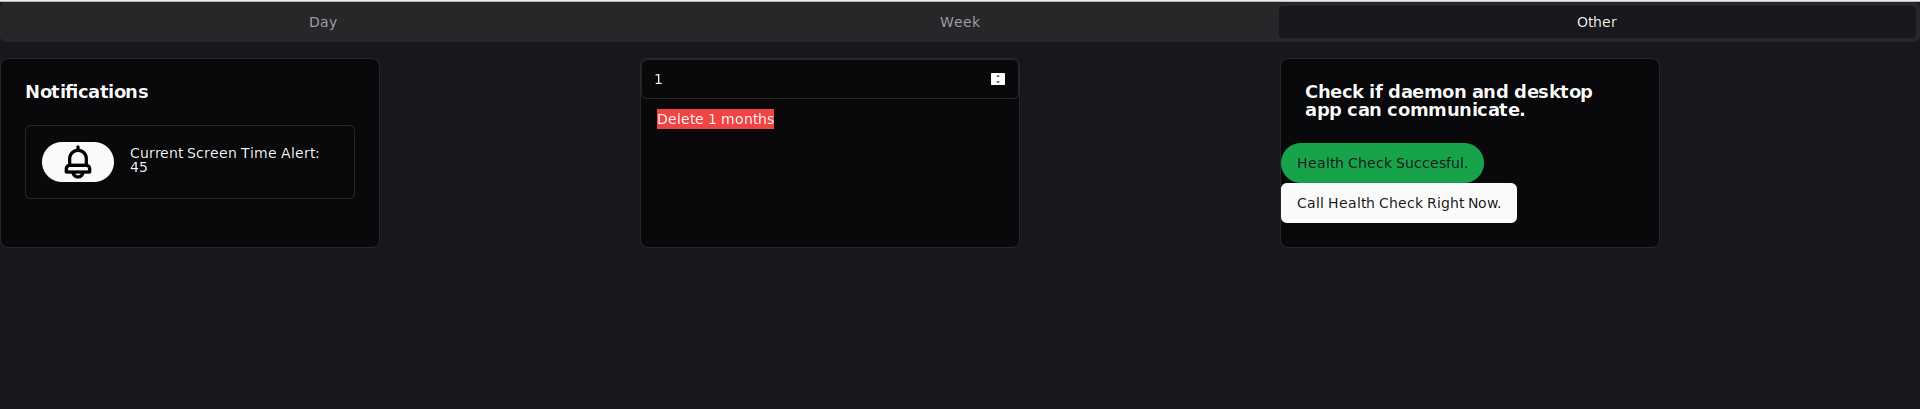 Day
Week
Other
Notifications
Current Screen Time Alert:
45
1
Delete 1 months
Check if daemon and desktop
app can communicate.
Health Check Succesful.
Call Health Check Right Now.